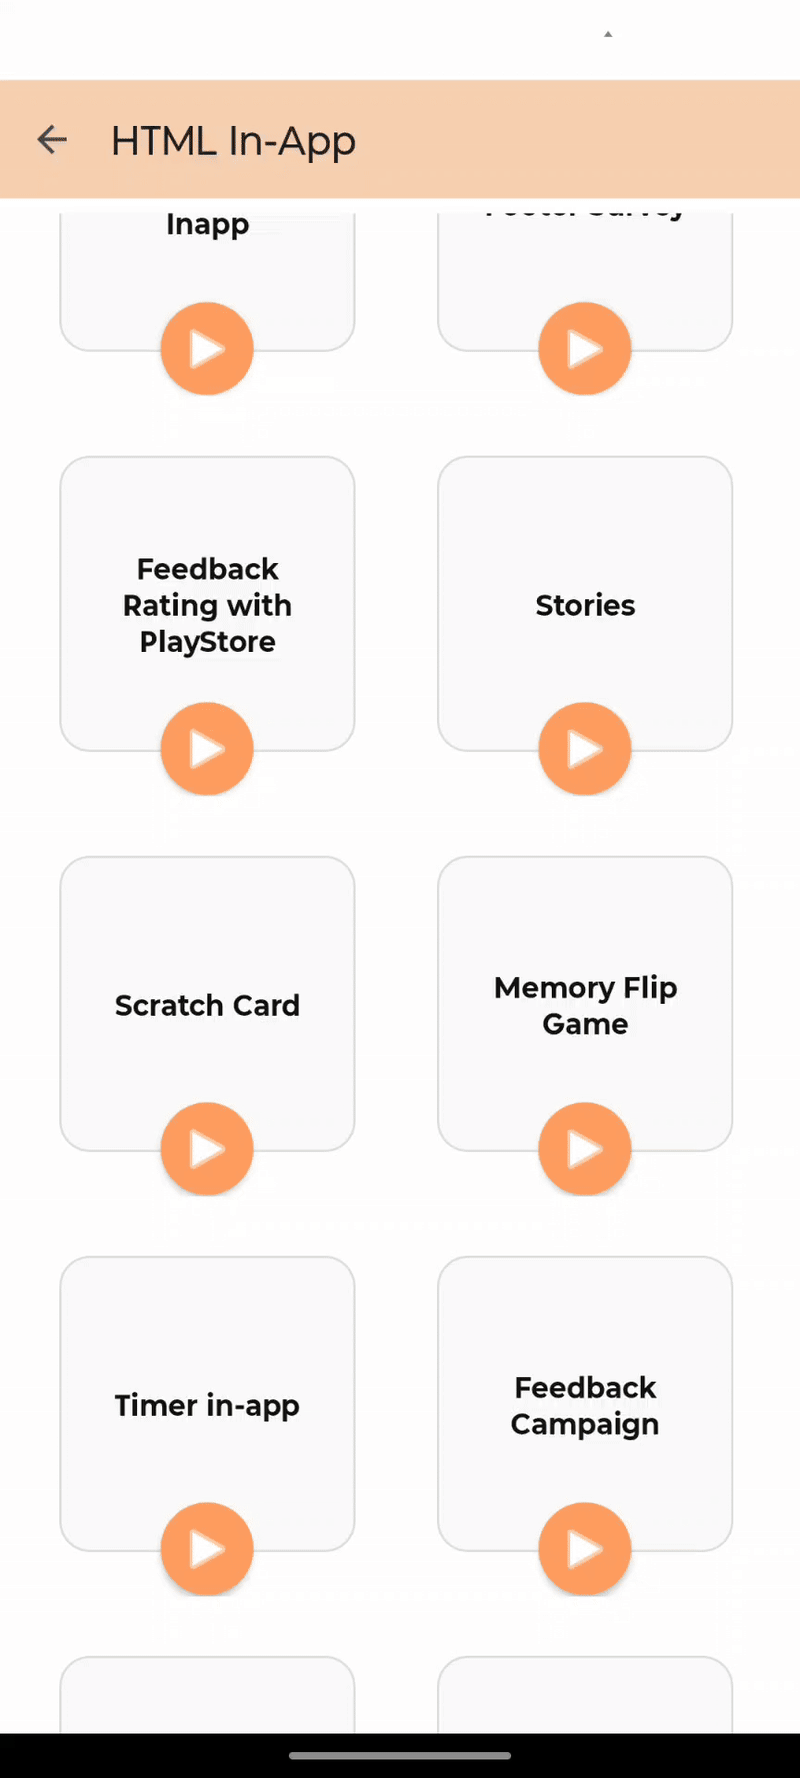 HTML In-App
Inapp
Feedback
Rating with
PlayStore
Stories
Scratch Card
Memory Flip
Game
Timer in-app
Feedback
Campaign